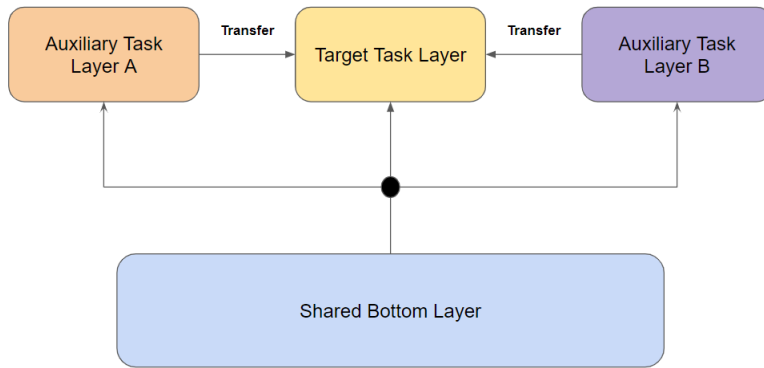 Auxiliary Task
Layer A
Transfer
Target Task Layer
Transfer
Auxiliary Task
Layer B
Shared Bottom Layer